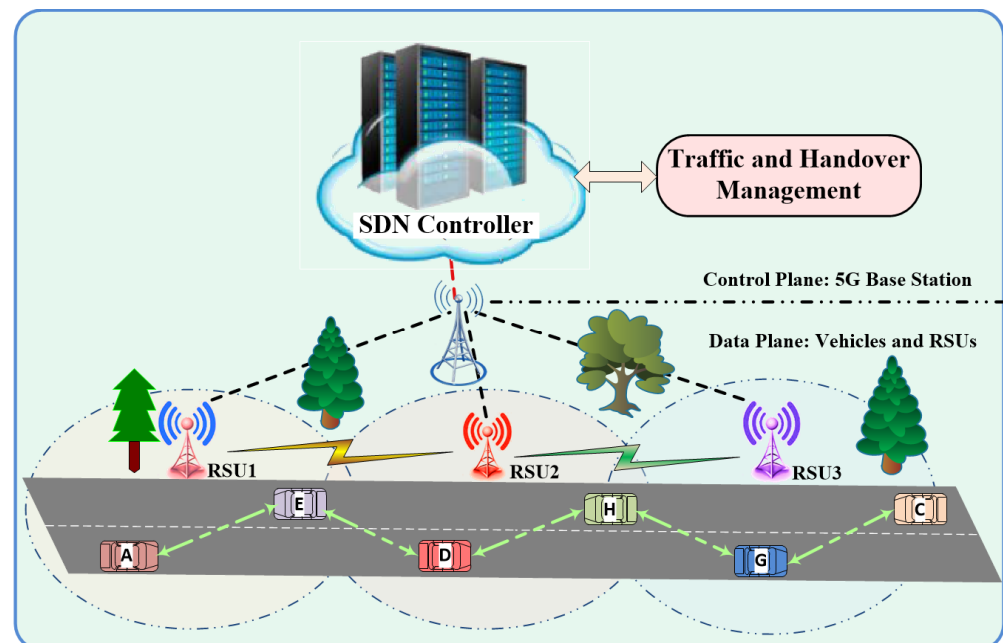 Traffic and Handover
Management
SDN Controller
Control Plane: 5G Base Station
Data Plane: Vehicles and RSUs
RSU1
RSU2
RSU3
E
H
C
A
D
G